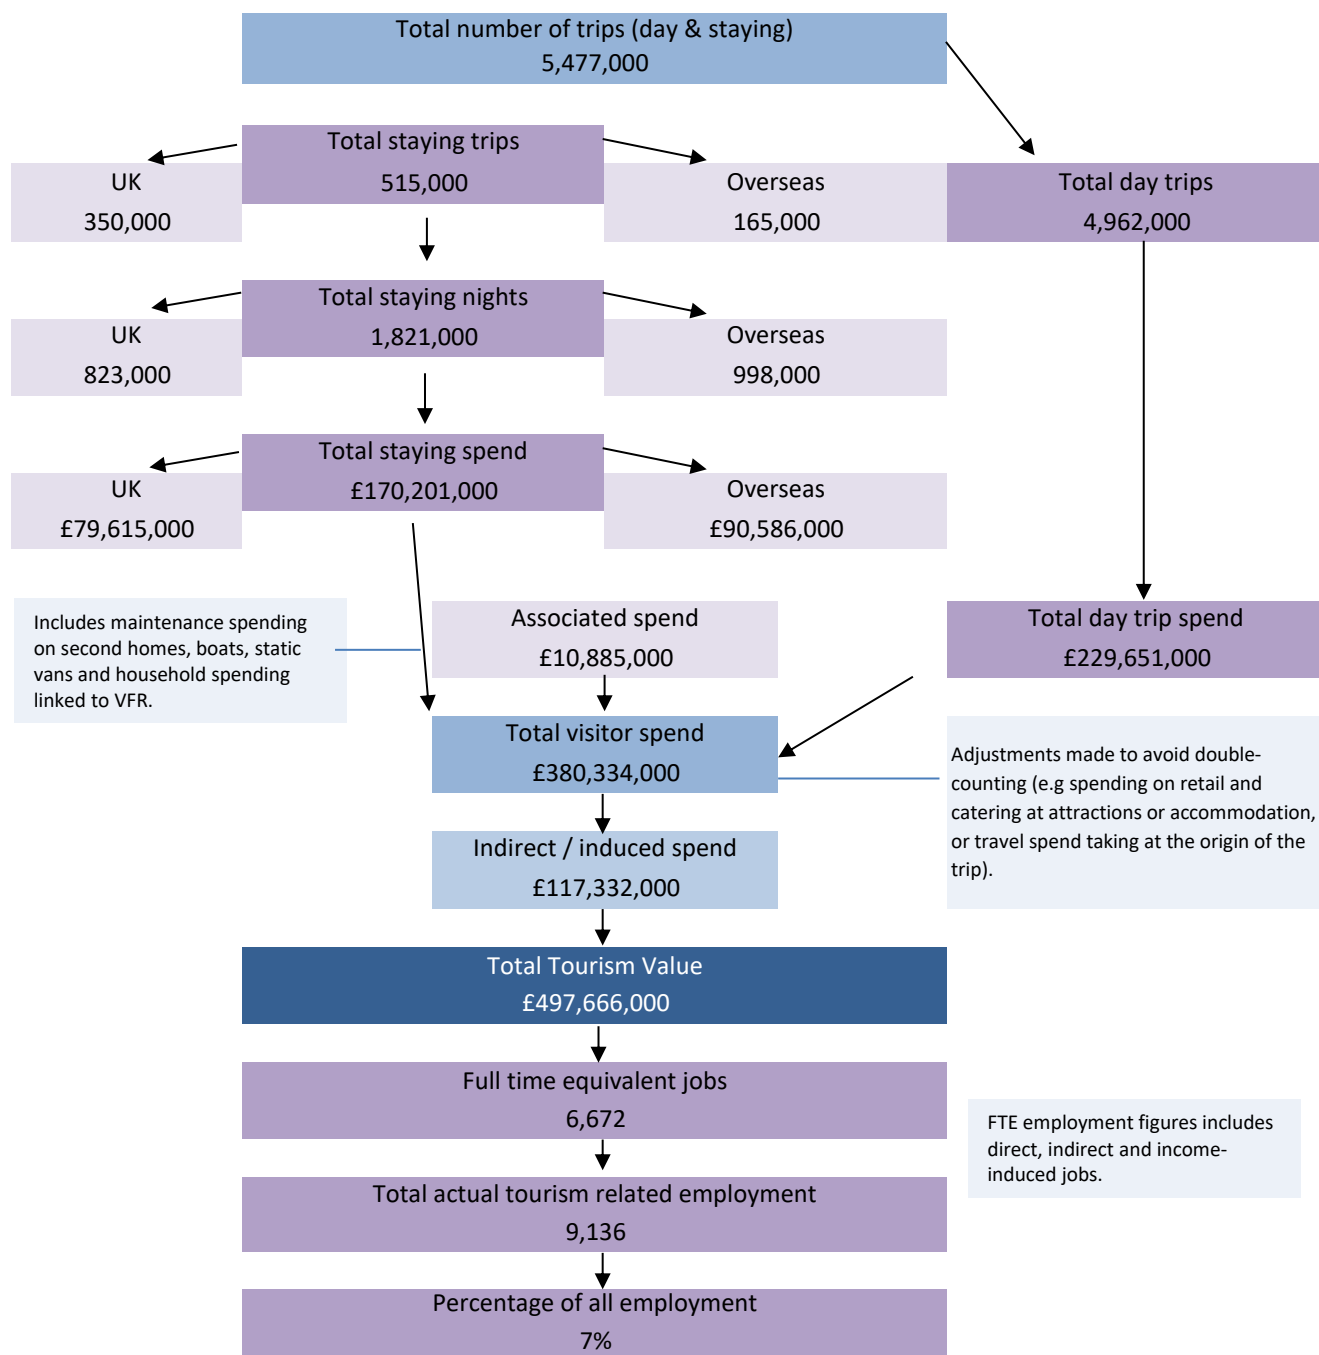 Total number of trips (day & staying)
5,477,000
Total staying trips
515,000
UK
350,000
Overseas
165,000
Total day trips
4,962,000
Total staying nights
1,821,000
UK
823,000
Overseas
998,000
Total staying spend
£170,201,000
UK
£79,615,000
Overseas
£90,586,000
Includes maintenance spending
on second homes, boats, static
vans and household spending
linked to VFR.
Associated spend
£10,885,000
Total day trip spend
£229,651,000
Total visitor spend
£380,334,000
Adjustments made to avoid double-
counting (e.g spending on retail and
catering at attractions or accommodation,
or travel spend taking at the origin of the
trip).
Indirect / induced spend
£117,332,000
Total Tourism Value
£497,666,000
Full time equivalent jobs
6,672
FTE employment figures includes
direct, indirect and income-
induced jobs.
Total actual tourism related employment
9,136
Percentage of all employment
7%